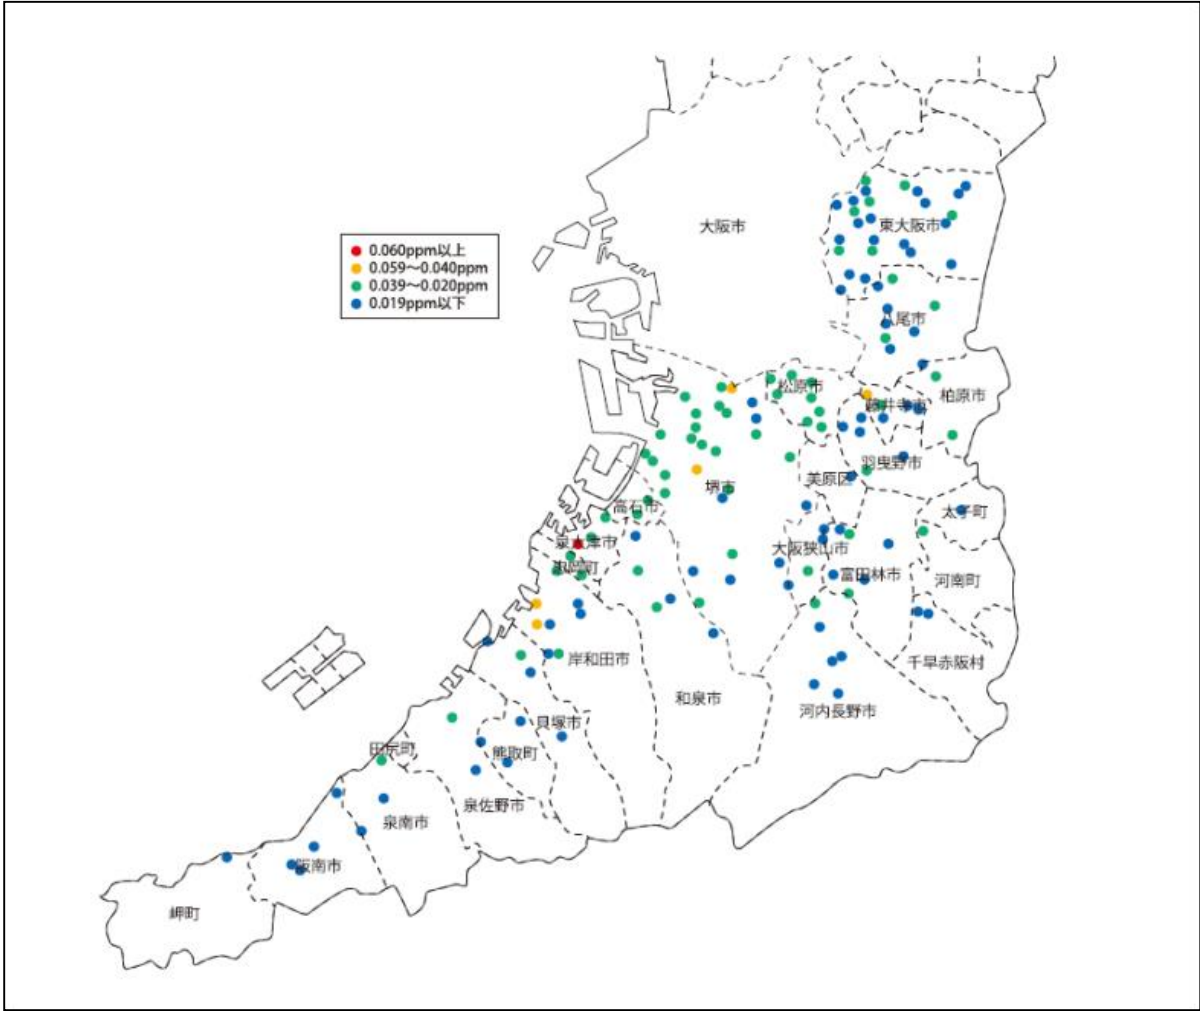 大阪市
東大阪市
0.060ppm以上
0.059〜0.040ppm
0.039〜0.020ppm
0.019ppm以下
八尾市
松原市
柏原市
藤井寺市
羽曳野市
美原区
堺市
高石市
太子町
泉大津市
大阪狭山市
忠岡町
富田林市
河南町
岸和田市
千早赤阪村
和泉市
河内長野市
貝塚市
田尻町
熊取町
泉佐野市
泉南市
阪南市
岬町